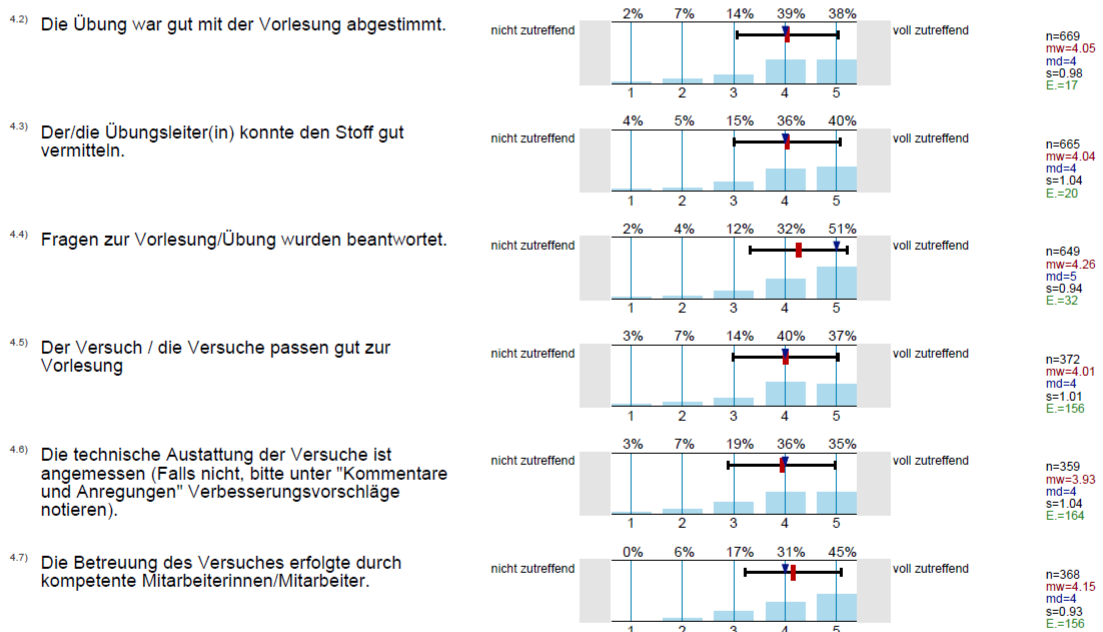 4.2) Die Übung war gut mit der Vorlesung abgestimmt.
nicht zutreffend
2% 7% 14% 39% 38%
voll zutreffend
1 2 3 4 5
n=669
mw=4.05
md=4
s=0.98
E.=17
4.3) Der/die Übungsleiter(in) konnte den Stoff gut
vermitteln.
nicht zutreffend
4% 5% 15% 36% 40%
voll zutreffend
1 2 3 4 5
n=665
mw=4.04
md=4
s=1.04
E.=20
4.4) Fragen zur Vorlesung/Übung wurden beantwortet.
nicht zutreffend
2% 4% 12% 32% 51%
voll zutreffend
1 2 3 4 5
n=649
mw=4.26
md=5
s=0.94
E.=32
4.5) Der Versuch / die Versuche passen gut zur
Vorlesung
nicht zutreffend
3% 7% 14% 40% 37%
voll zutreffend
1 2 3 4 5
n=372
mw=4.01
md=4
s=1.01
E.=156
4.6) Die technische Austattung der Versuche ist
angemessen (Falls nicht, bitte unter "Kommentare
und Anregungen" Verbesserungsvorschläge
notieren).
nicht zutreffend
3% 7% 19% 36% 35%
voll zutreffend
1 2 3 4 5
n=359
mw=3.93
md=4
s=1.04
E.=164
4.7) Die Betreuung des Versuches erfolgte durch
kompetente Mitarbeiterinnen/Mitarbeiter.
nicht zutreffend
0% 6% 17% 31% 45%
voll zutreffend
1 2 3 4 5
n=368
mw=4.15
md=4
s=0.93
E.=156